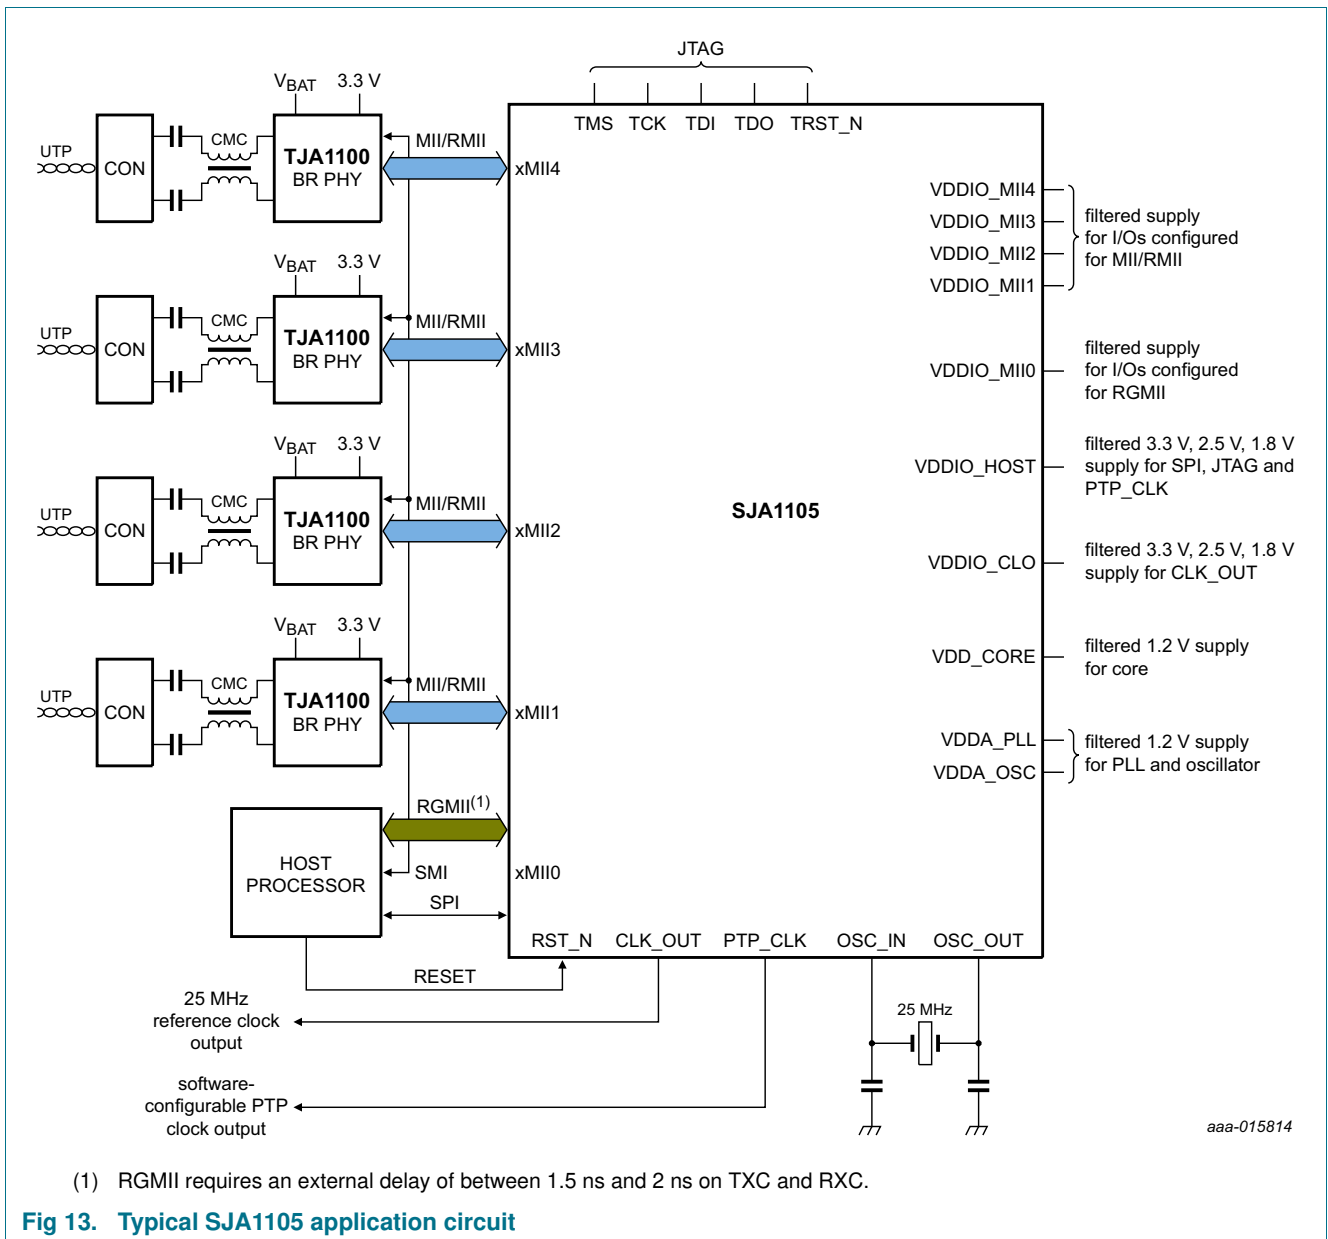 JTAG
TMS TCK TDI TDO TRST_N
VBAT 3.3 V
UTP
CON
CMC
TJA1100
BR PHY
MII/RMII
xMII4
VBAT 3.3 V
UTP
CON
CMC
TJA1100
BR PHY
MII/RMII
xMII3
VBAT 3.3 V
UTP
CON
CMC
TJA1100
BR PHY
MII/RMII
xMII2
VBAT 3.3 V
UTP
CON
CMC
TJA1100
BR PHY
MII/RMII
xMII1
HOST
PROCESSOR
RGMII(1)
SMI
xMII0
SPI
SJA1105
VDDIO_MII4
VDDIO_MII3
VDDIO_MII2
VDDIO_MII1
filtered supply
for I/Os configured
for MII/RMII
VDDIO_MII0
filtered supply
for I/Os configured
for RGMII
VDDIO_HOST
filtered 3.3 V, 2.5 V, 1.8 V
supply for SPI, JTAG and
PTP_CLK
VDDIO_CLO
filtered 3.3 V, 2.5 V, 1.8 V
supply for CLK_OUT
VDD_CORE
filtered 1.2 V supply
for core
VDDA_PLL
VDDA_OSC
filtered 1.2 V supply
for PLL and oscillator
RST_N CLK_OUT PTP_CLK OSC_IN OSC_OUT
RESET
25 MHz
reference clock
output
25 MHz
software-
configurable PTP
clock output
aaa-015814
(1) RGMII requires an external delay of between 1.5 ns and 2 ns on TXC and RXC.
Fig 13. Typical SJA1105 application circuit